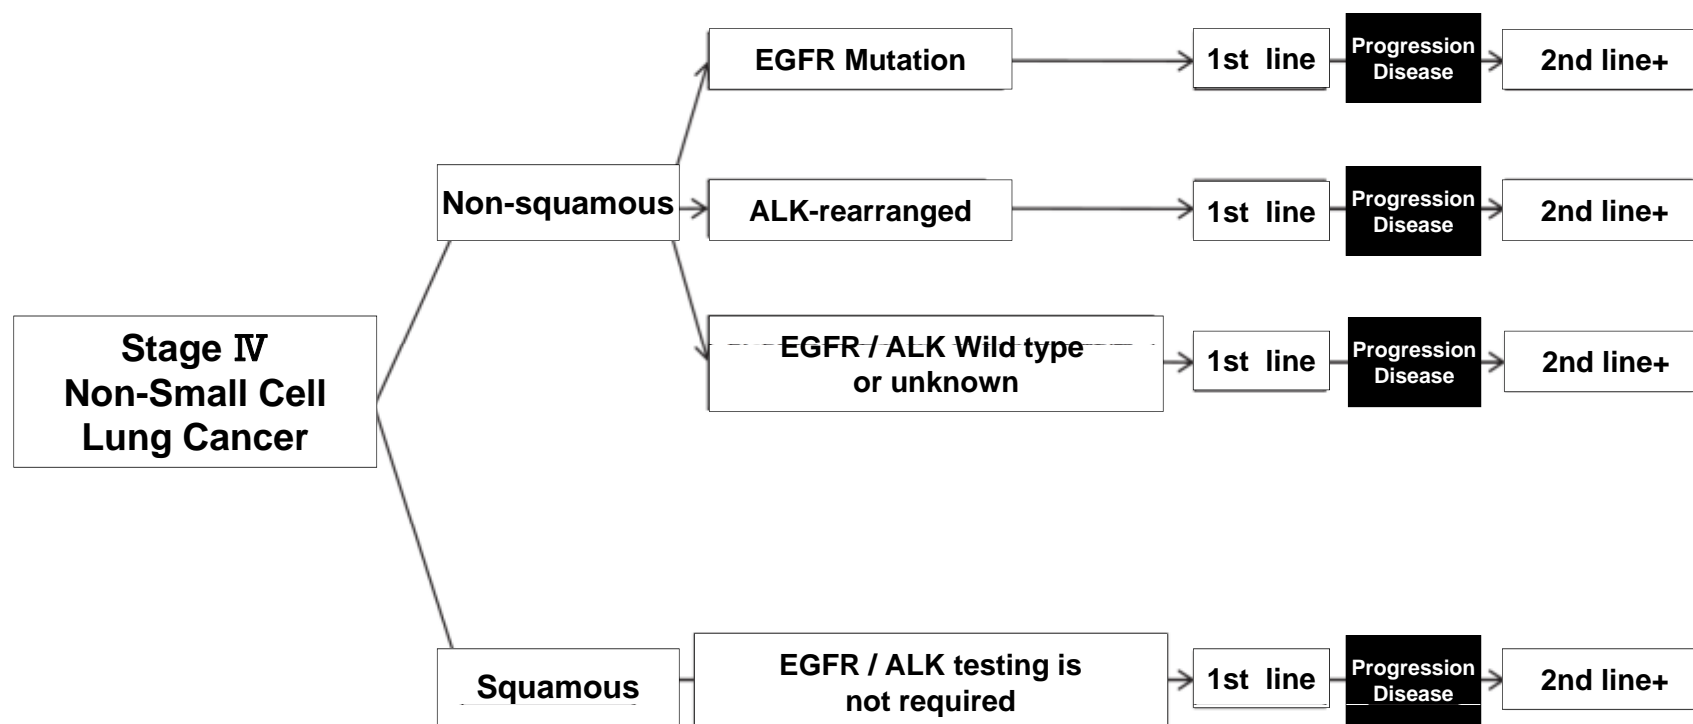 EGFR Mutation
1st line
Progression
Disease
2nd line+
Non-squamous
ALK-rearranged
1st line
Progression
Disease
2nd line+
Stage Ⅳ
Non-Small Cell
Lung Cancer
EGFR / ALK Wild type
or unknown
1st line
Progression
Disease
2nd line+
Squamous
EGFR / ALK testing is
not required
1st line
Progression
Disease
2nd line+